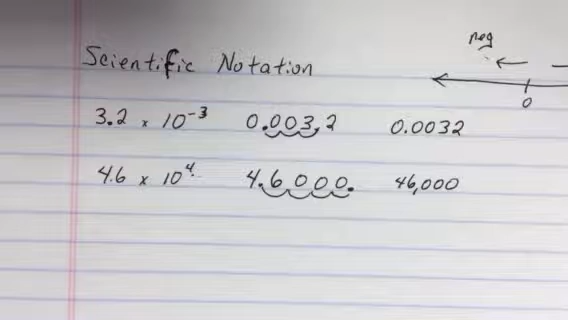 Scientific Notation
neg
0
3.2 x 10⁻³ 0.003,2 0.0032
4.6 x 10⁴ 4.6000. 46,000